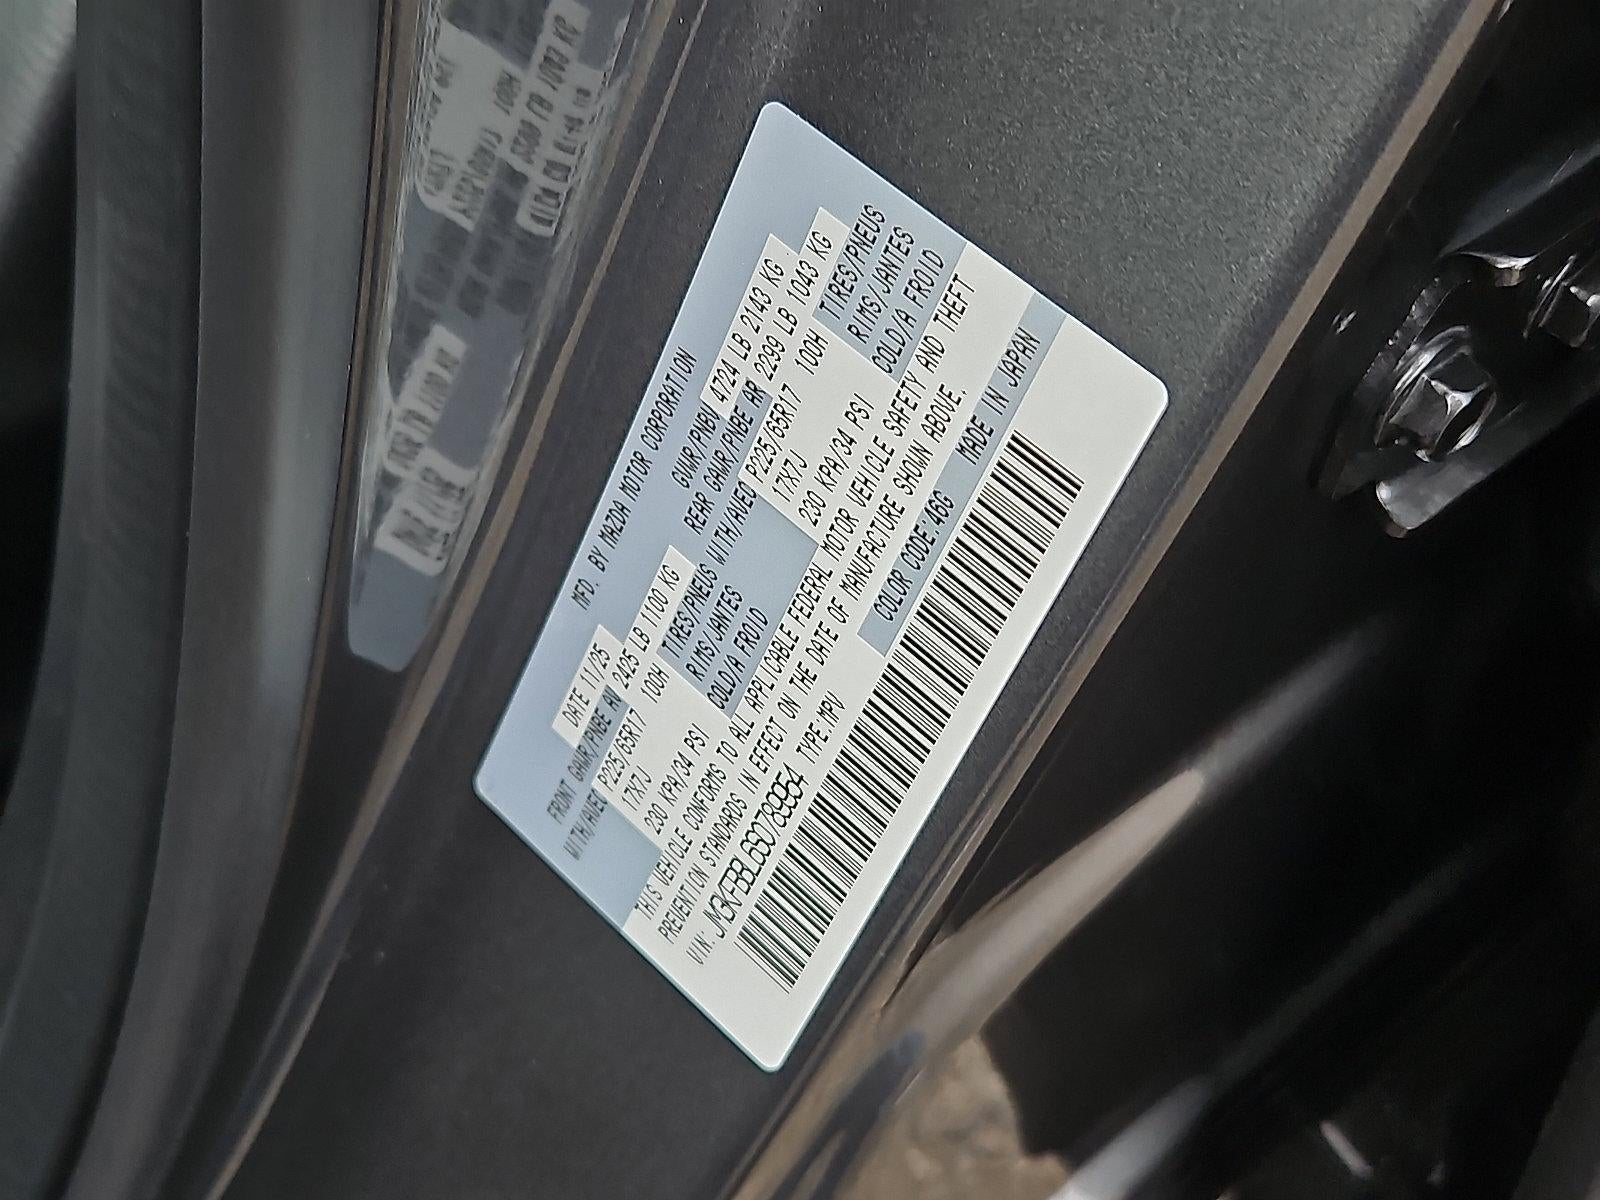 MFD. BY MAZDA MOTOR CORPORATION
DATE 11/25 GVWR/PNBV 4724 LB 2143 KG
FRONT GAWR/PNBE AV 2425 LB 1100 KG REAR GAWR/PNBE AR 2299 LB 1043 KG
WITH/AVEC P225/65R17 100H TIRES/PNEUS WITH/AVEC P225/65R17 100H TIRES/PNEUS
17X7J RIMS/JANTES 17X7J RIMS/JANTES
230 KPA/34 PSI COLD/A FROID 230 KPA/34 PSI COLD/A FROID
THIS VEHICLE CONFORMS TO ALL APPLICABLE FEDERAL MOTOR VEHICLE SAFETY AND THEFT
PREVENTION STANDARDS IN EFFECT ON THE DATE OF MANUFACTURE SHOWN ABOVE.
VIN: JM3KFBBL6S0789954 TYPE:MPV COLOR CODE:46G MADE IN JAPAN